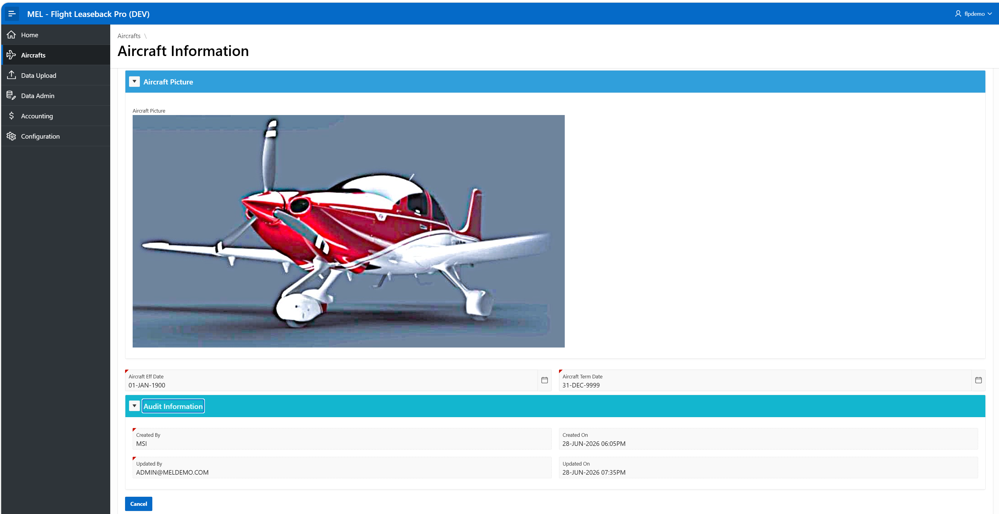 MEL - Flight Leaseback Pro (DEV)
flpdemo
Home
Aircrafts
Data Upload
Data Admin
Accounting
Configuration
Aircrafts \
Aircraft Information
Aircraft Picture
Aircraft Picture
Aircraft Eff Date
01-JAN-1900
Aircraft Term Date
31-DEC-9999
Audit Information
Created By
MSI
Created On
28-JUN-2026 06:05PM
Updated By
ADMIN@MELDEMO.COM
Updated On
28-JUN-2026 07:35PM
Cancel